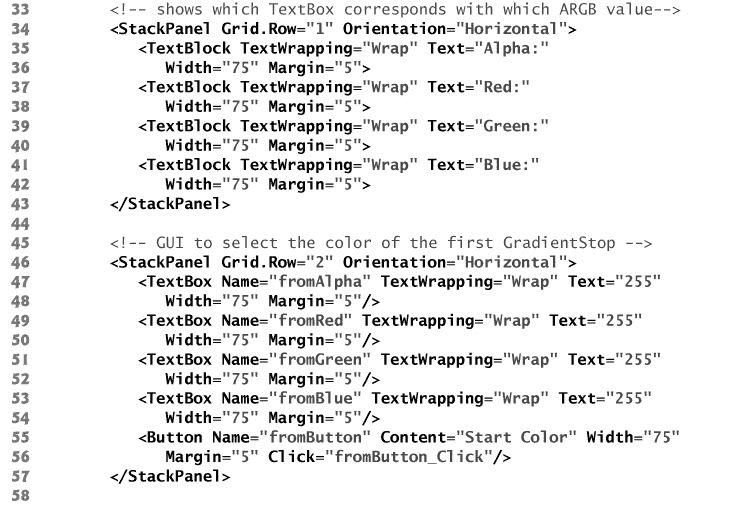 33 <!-- shows which TextBox corresponds with which ARGB value-->
34 <StackPanel Grid.Row="1" Orientation="Horizontal">
35 <TextBlock TextWrapping="Wrap" Text="Alpha:"
36 Width="75" Margin="5">
37 <TextBlock TextWrapping="Wrap" Text="Red:"
38 Width="75" Margin="5">
39 <TextBlock TextWrapping="Wrap" Text="Green:"
40 Width="75" Margin="5">
41 <TextBlock TextWrapping="Wrap" Text="Blue:"
42 Width="75" Margin="5">
43 </StackPanel>
44
45 <!-- GUI to select the color of the first GradientStop -->
46 <StackPanel Grid.Row="2" Orientation="Horizontal">
47 <TextBox Name="fromAlpha" TextWrapping="Wrap" Text="255"
48 Width="75" Margin="5"/>
49 <TextBox Name="fromRed" TextWrapping="Wrap" Text="255"
50 Width="75" Margin="5"/>
51 <TextBox Name="fromGreen" TextWrapping="Wrap" Text="255"
52 Width="75" Margin="5"/>
53 <TextBox Name="fromBlue" TextWrapping="Wrap" Text="255"
54 Width="75" Margin="5"/>
55 <Button Name="fromButton" Content="Start Color" Width="75"
56 Margin="5" Click="fromButton_Click"/>
57 </StackPanel>
58